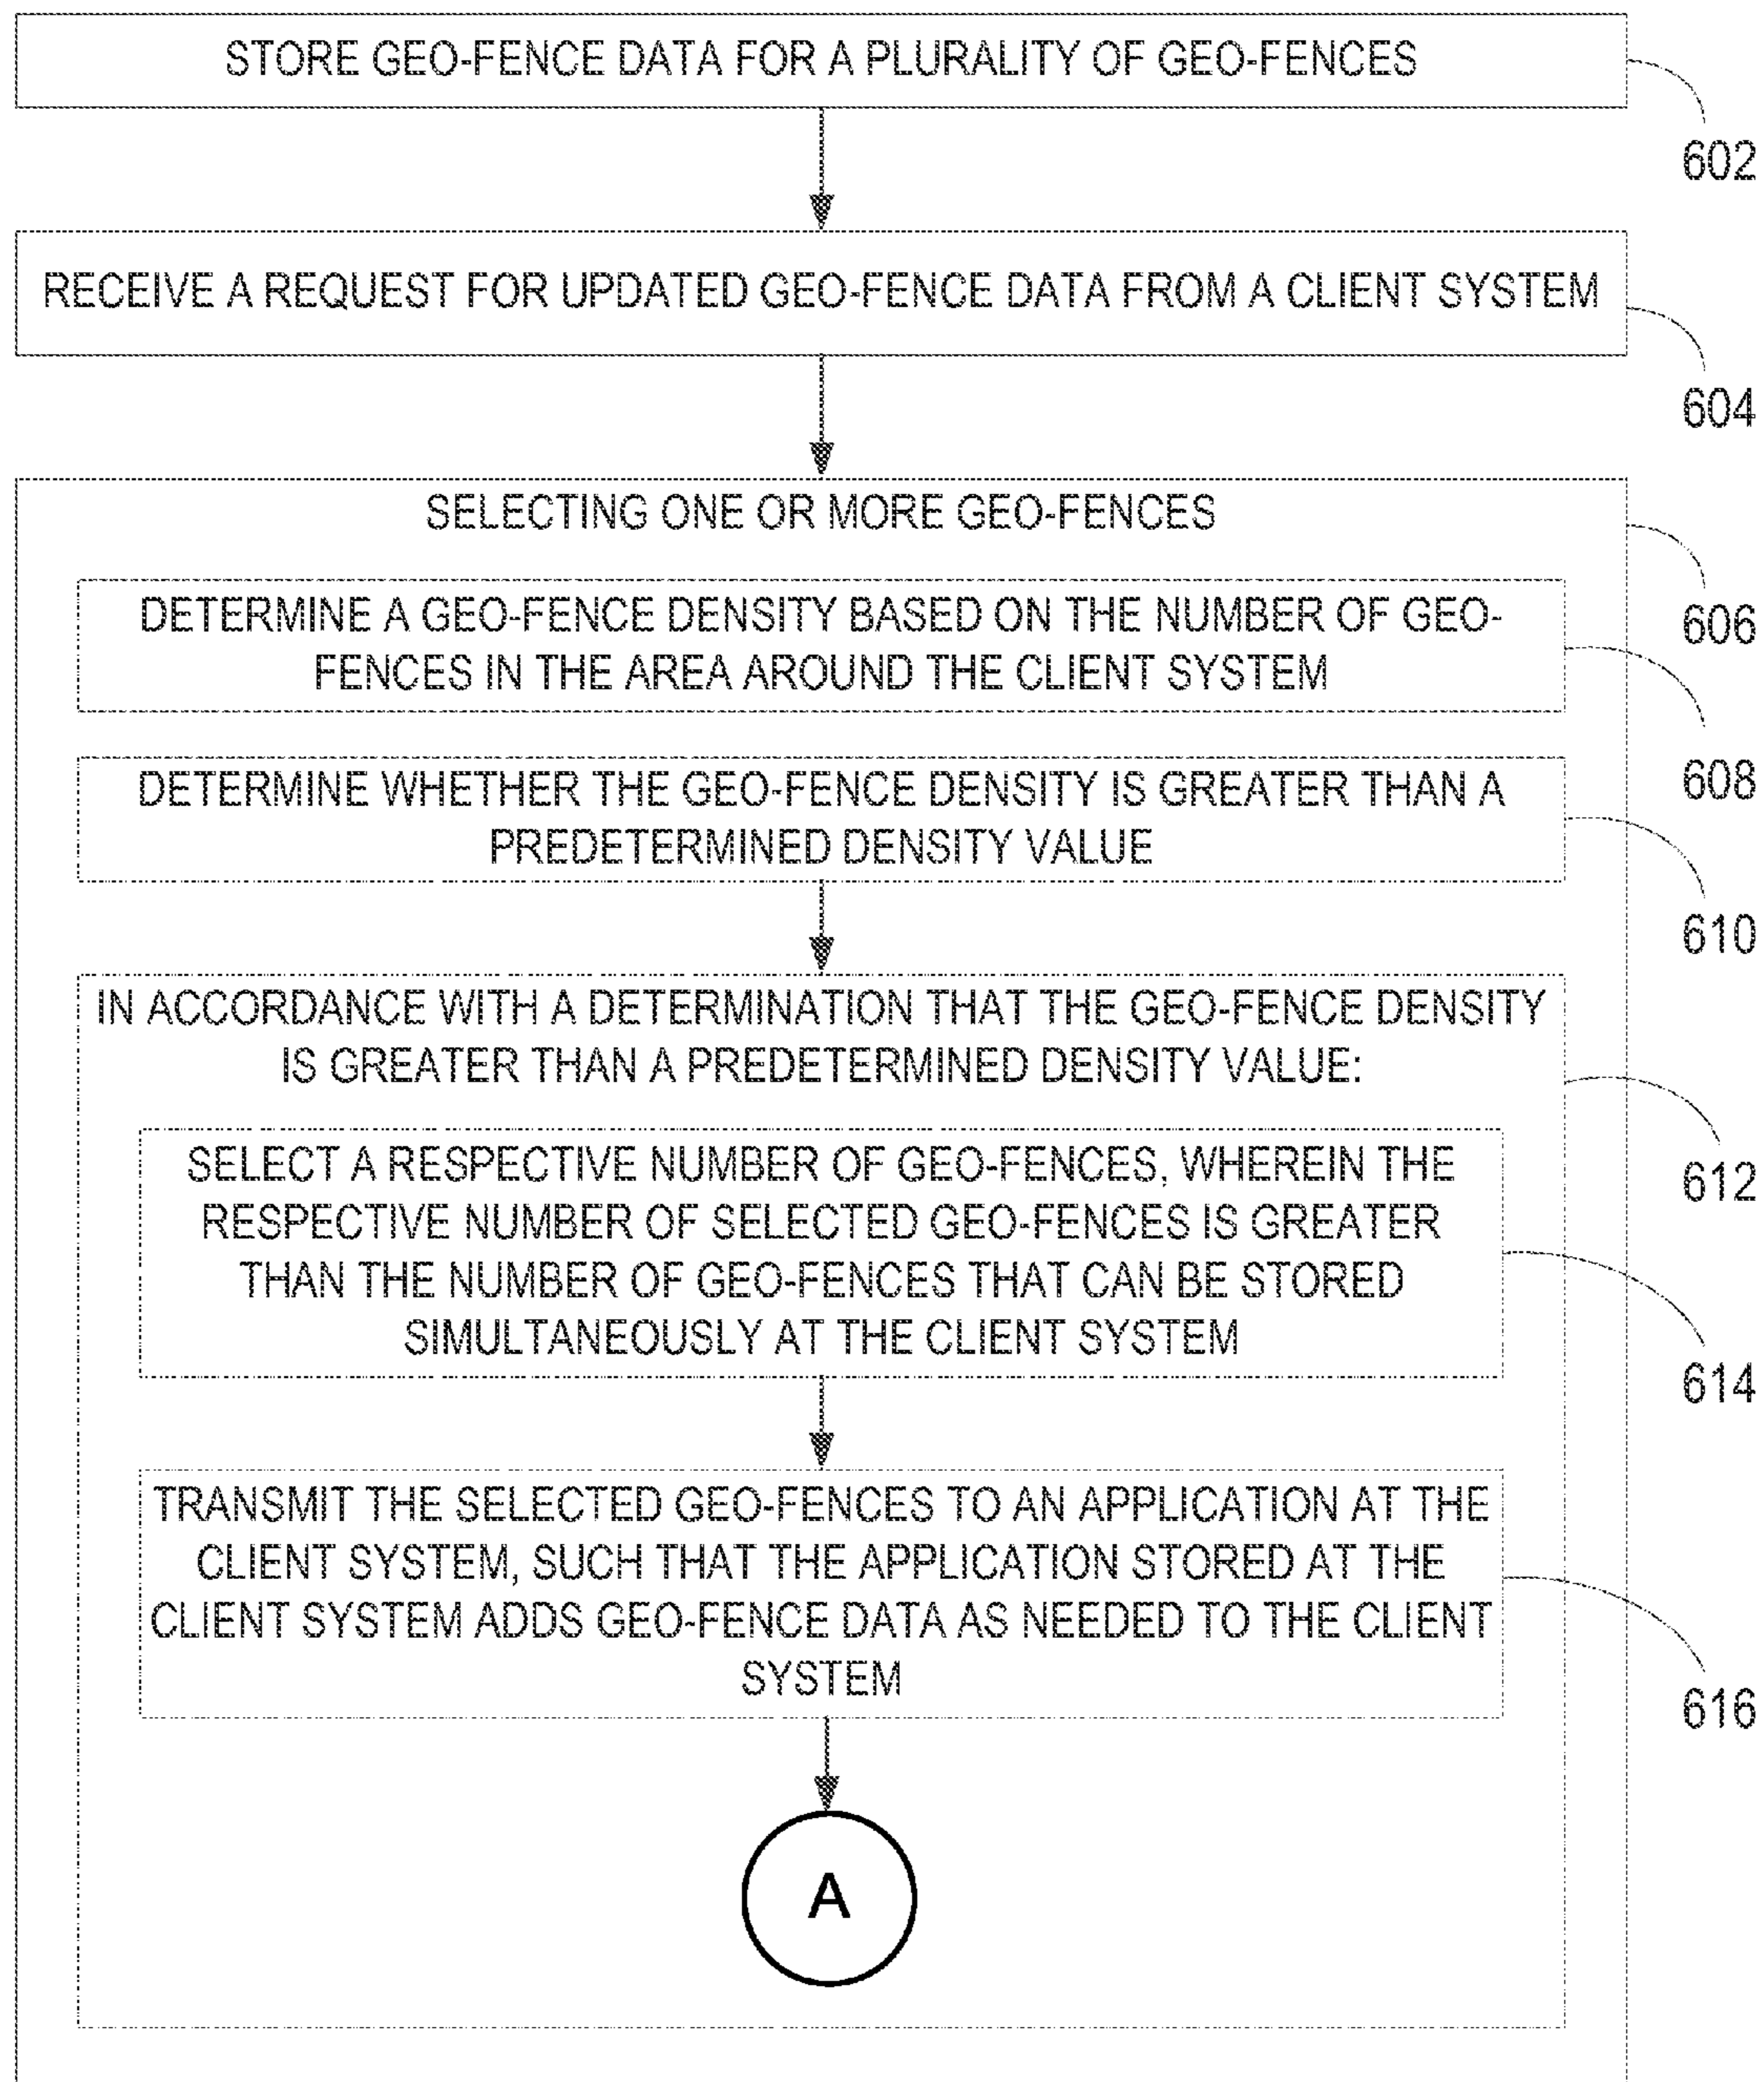 STORE GEO-FENCE DATA FOR A PLURALITY OF GEO-FENCES
602
RECEIVE A REQUEST FOR UPDATED GEO-FENCE DATA FROM A CLIENT SYSTEM
604
SELECTING ONE OR MORE GEO-FENCES
606
DETERMINE A GEO-FENCE DENSITY BASED ON THE NUMBER OF GEO-
FENCES IN THE AREA AROUND THE CLIENT SYSTEM
608
DETERMINE WHETHER THE GEO-FENCE DENSITY IS GREATER THAN A
PREDETERMINED DENSITY VALUE
610
IN ACCORDANCE WITH A DETERMINATION THAT THE GEO-FENCE DENSITY
IS GREATER THAN A PREDETERMINED DENSITY VALUE:
612
SELECT A RESPECTIVE NUMBER OF GEO-FENCES, WHEREIN THE
RESPECTIVE NUMBER OF SELECTED GEO-FENCES IS GREATER
THAN THE NUMBER OF GEO-FENCES THAT CAN BE STORED
SIMULTANEOUSLY AT THE CLIENT SYSTEM
614
TRANSMIT THE SELECTED GEO-FENCES TO AN APPLICATION AT THE
CLIENT SYSTEM, SUCH THAT THE APPLICATION STORED AT THE
CLIENT SYSTEM ADDS GEO-FENCE DATA AS NEEDED TO THE CLIENT
SYSTEM
616
A